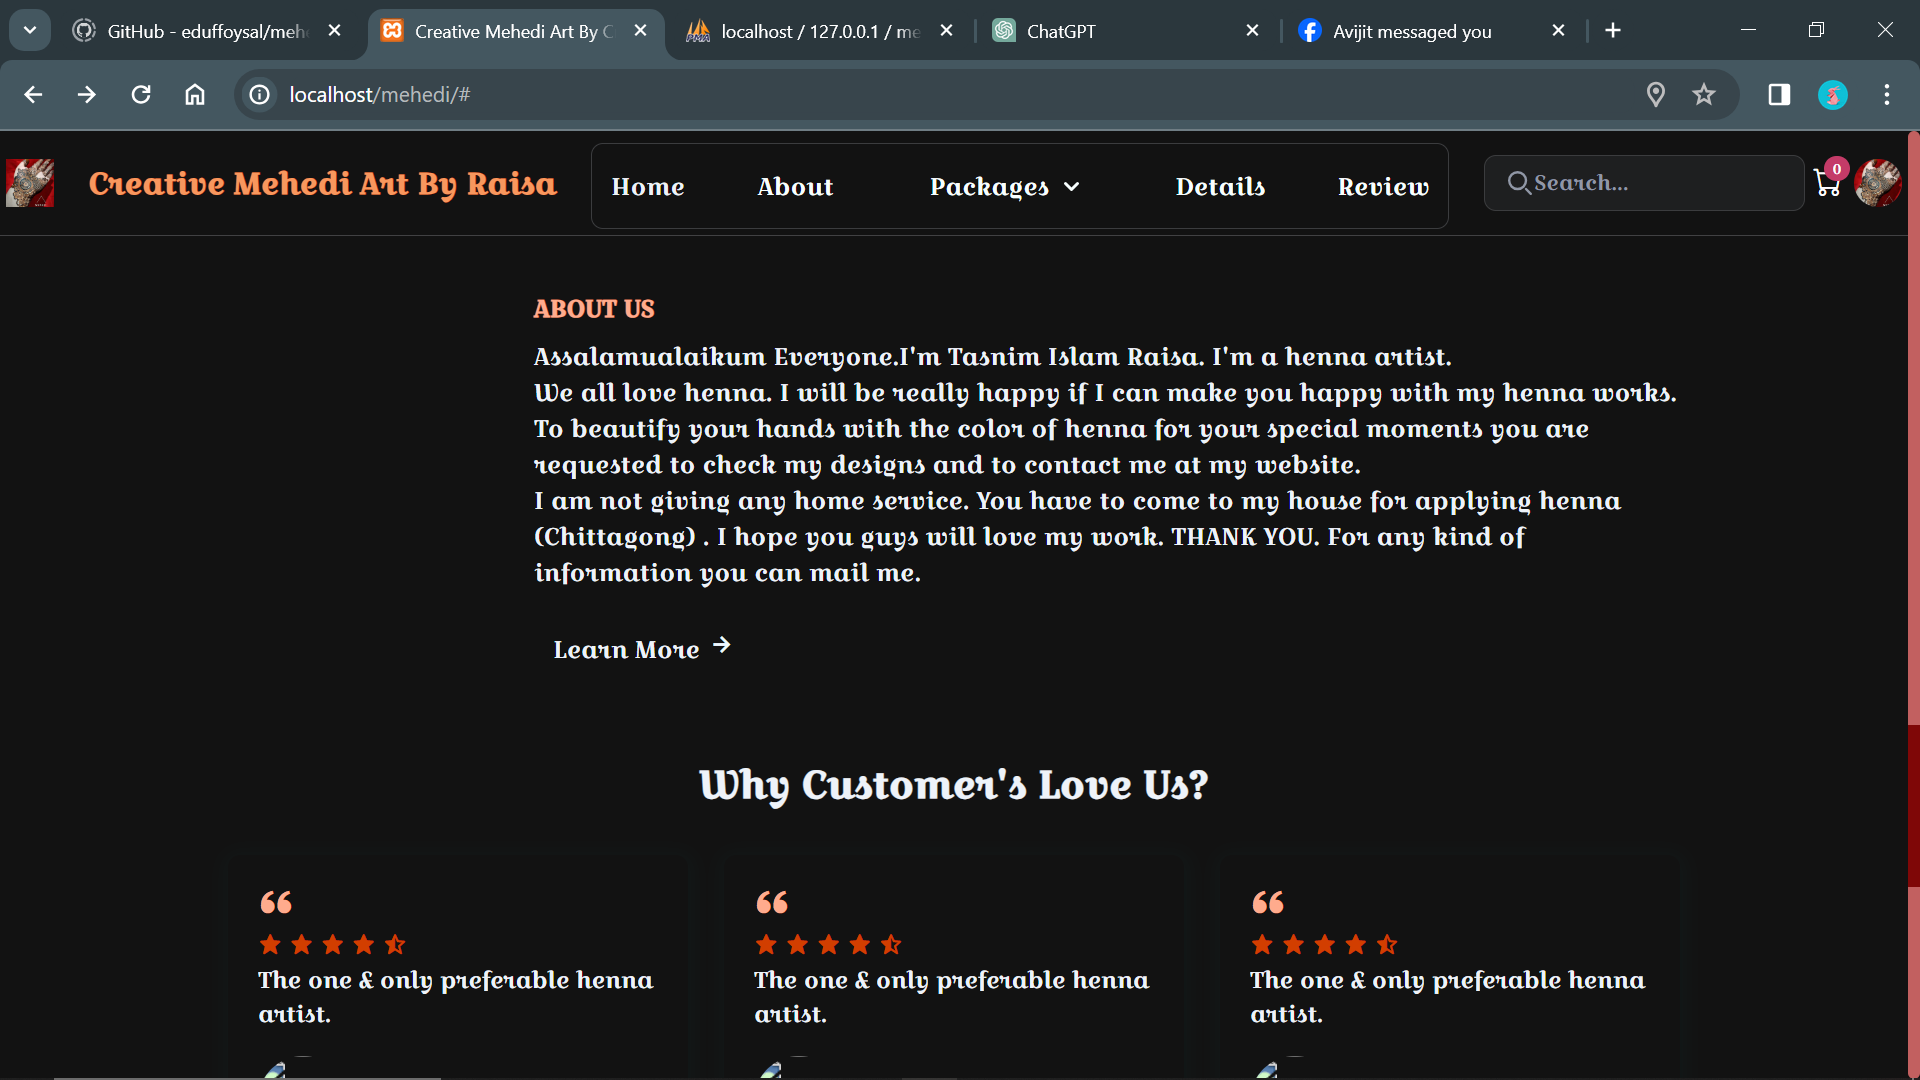 GitHub - eduffoysal/meh
Creative Mehedi Art By C
localhost / 127.0.0.1 / me
ChatGPT
Avijit messaged you
localhost/mehedi/#
Creative Mehedi Art By Raisa
Home
About
Packages
Details
Review
Search...
0
ABOUT US
Assalamualaikum Everyone.I'm Tasnim Islam Raisa. I'm a henna artist.
We all love henna. I will be really happy if I can make you happy with my henna works.
To beautify your hands with the color of henna for your special moments you are
requested to check my designs and to contact me at my website.
I am not giving any home service. You have to come to my house for applying henna
(Chittagong) . I hope you guys will love my work. THANK YOU. For any kind of
information you can mail me.
Learn More
Why Customer's Love Us?
The one & only preferable henna
artist.
The one & only preferable henna
artist.
The one & only preferable henna
artist.